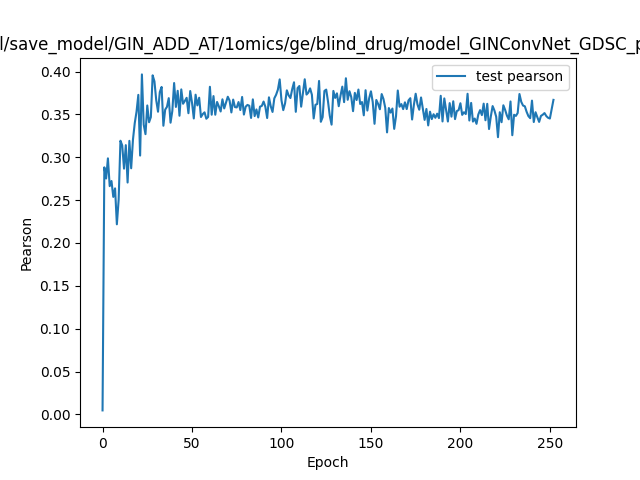 l/save_model/GIN_ADD_AT/1omics/ge/blind_drug/model_GINConvNet_GDSC_p
test pearson
0.40
0.35
0.30
0.25
0.20
0.15
0.10
0.05
0.00
Pearson
0 50 100 150 200 250
Epoch